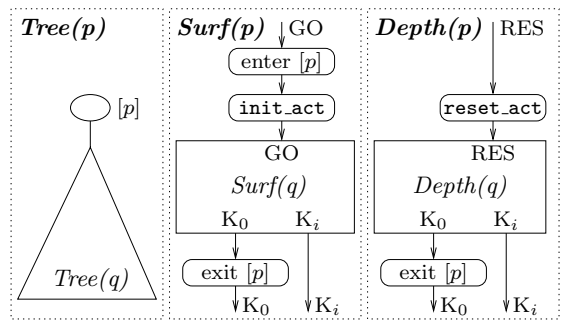 Tree(p)
[p]
Tree(q)
Surf(p)
GO
enter [p]
init_act
GO
Surf(q)
K0 Ki
exit [p]
K0 Ki
Depth(p)
RES
reset_act
RES
Depth(q)
K0 Ki
exit [p]
K0 Ki